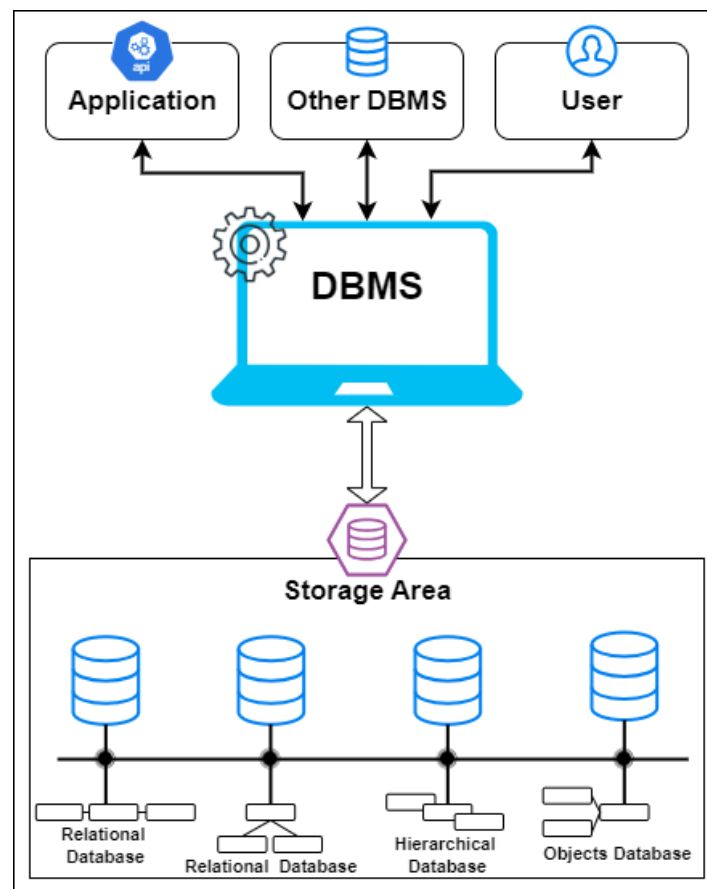 api
Application
Other DBMS
User
DBMS
Storage Area
Relational
Database
Relational Database
Hierarchical
Database
Objects Database